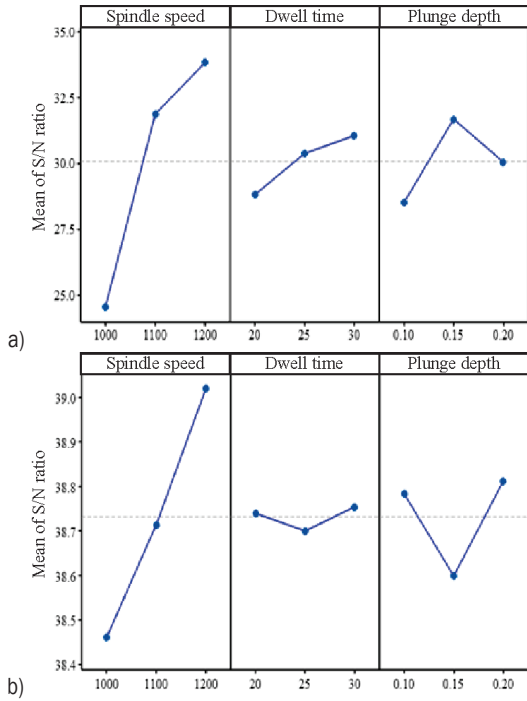 Spindle speed Dwell time Plunge depth
35.0
32.5
30.0
27.5
25.0
Mean of S/N ratio
1000 1100 1200 20 25 30 0.10 0.15 0.20
a)
Spindle speed Dwell time Plunge depth
39.0
38.9
38.8
38.7
38.6
38.5
38.4
Mean of S/N ratio
1000 1100 1200 20 25 30 0.10 0.15 0.20
b)